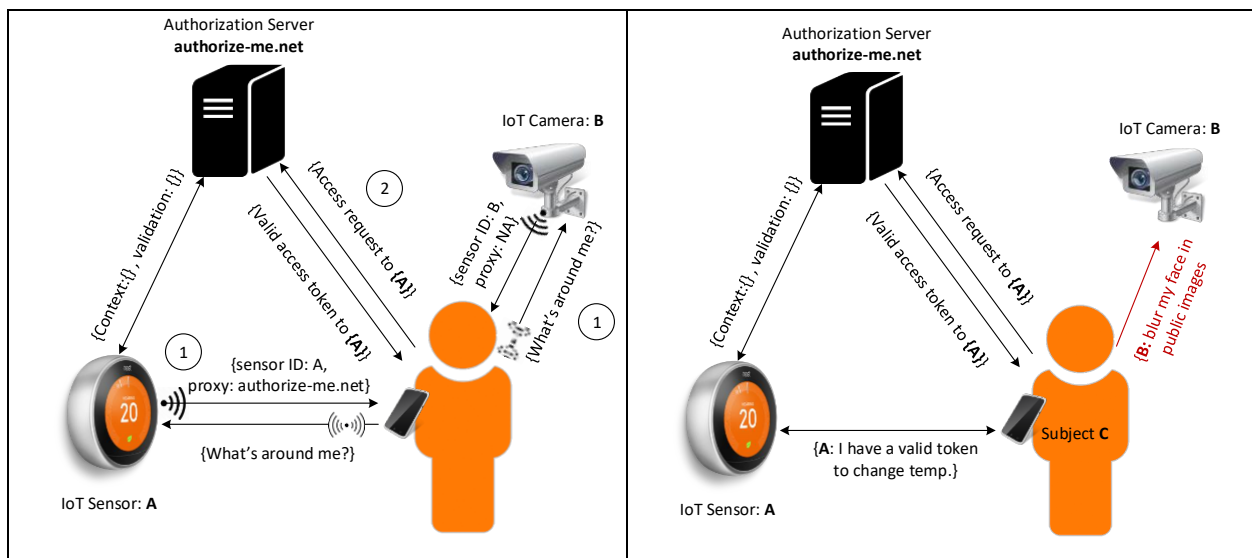 Authorization Server
authorize-me.net
IoT Camera: B
{Context:{} , validation: {}}
{Valid access token to {A}}
{Access request to {A}}
2
{sensor ID: B,
proxy: NA}
{What's around me?}
1
1
{sensor ID: A,
proxy: authorize-me.net}
20
{What's around me?}
IoT Sensor: A
Authorization Server
authorize-me.net
IoT Camera: B
{Context:{} , validation: {}}
{Valid access token to {A}}
{Access request to {A}}
{B: blur my face in
public images
20
Subject C
{A: I have a valid token
to change temp.}
IoT Sensor: A